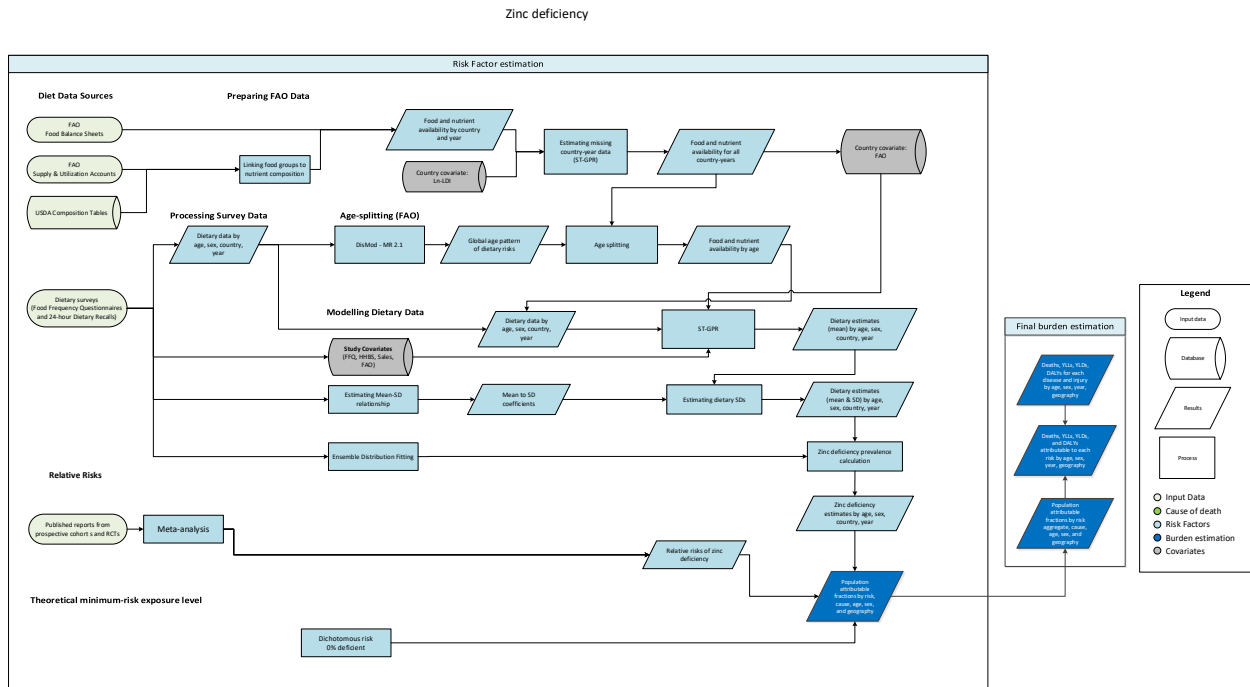 Zinc deficiency
Risk Factor estimation
Diet Data Sources
Preparing FAO Data
FAO
Food Balance Sheets
Food and nutrient
availability by country
and year
Estimating missing
country-year data
(ST-GPR)
Food and nutrient
availability for all
country-years
Country covariate:
FAO
FAO
Supply & Utilization Accounts
Linking food groups to
nutrient composition
Country covariate:
Ln-LDI
USDA Composition Tables
Processing Survey Data
Age-splitting (FAO)
Dietary data by
age, sex, country,
year
DisMod - MR 2.1
Global age pattern
of dietary risks
Age splitting
Food and nutrient
availability by age
Dietary surveys
(Food Frequency Questionnaires
and 24-hour Dietary Recalls)
Modelling Dietary Data
Dietary data by
age, sex, country,
year
ST-GPR
Dietary estimates
(mean) by age, sex,
country, year
Study Covariates
(FFQ, HHBS, Sales,
FAO)
Estimating Mean-SD
relationship
Mean to SD
coefficients
Estimating dietary SDs
Dietary estimates
(mean & SD) by age,
sex, country, year
Ensemble Distribution Fitting
Zinc deficiency prevalence
calculation
Relative Risks
Zinc deficiency
estimates by age, sex,
country, year
Published reports from
prospective cohort s and RCTs
Meta-analysis
Relative risks of zinc
deficiency
Population
attributable
fractions by risk,
cause, age, sex,
and geography
Theoretical minimum-risk exposure level
Dichotomous risk
0% deficient
Final burden estimation
Deaths, YLLs, YLDs,
DALYs for each
disease and injury
by age, sex, year,
geography
Deaths, YLLs, YLDs,
and DALYs
attributable to each
risk by age, sex,
year, geography
Population
attributable
fractions by risk
aggregate, cause,
age, sex, and
geography
Legend
Input data
Database
Results
Process
Input Data
Cause of death
Risk Factors
Burden estimation
Covariates